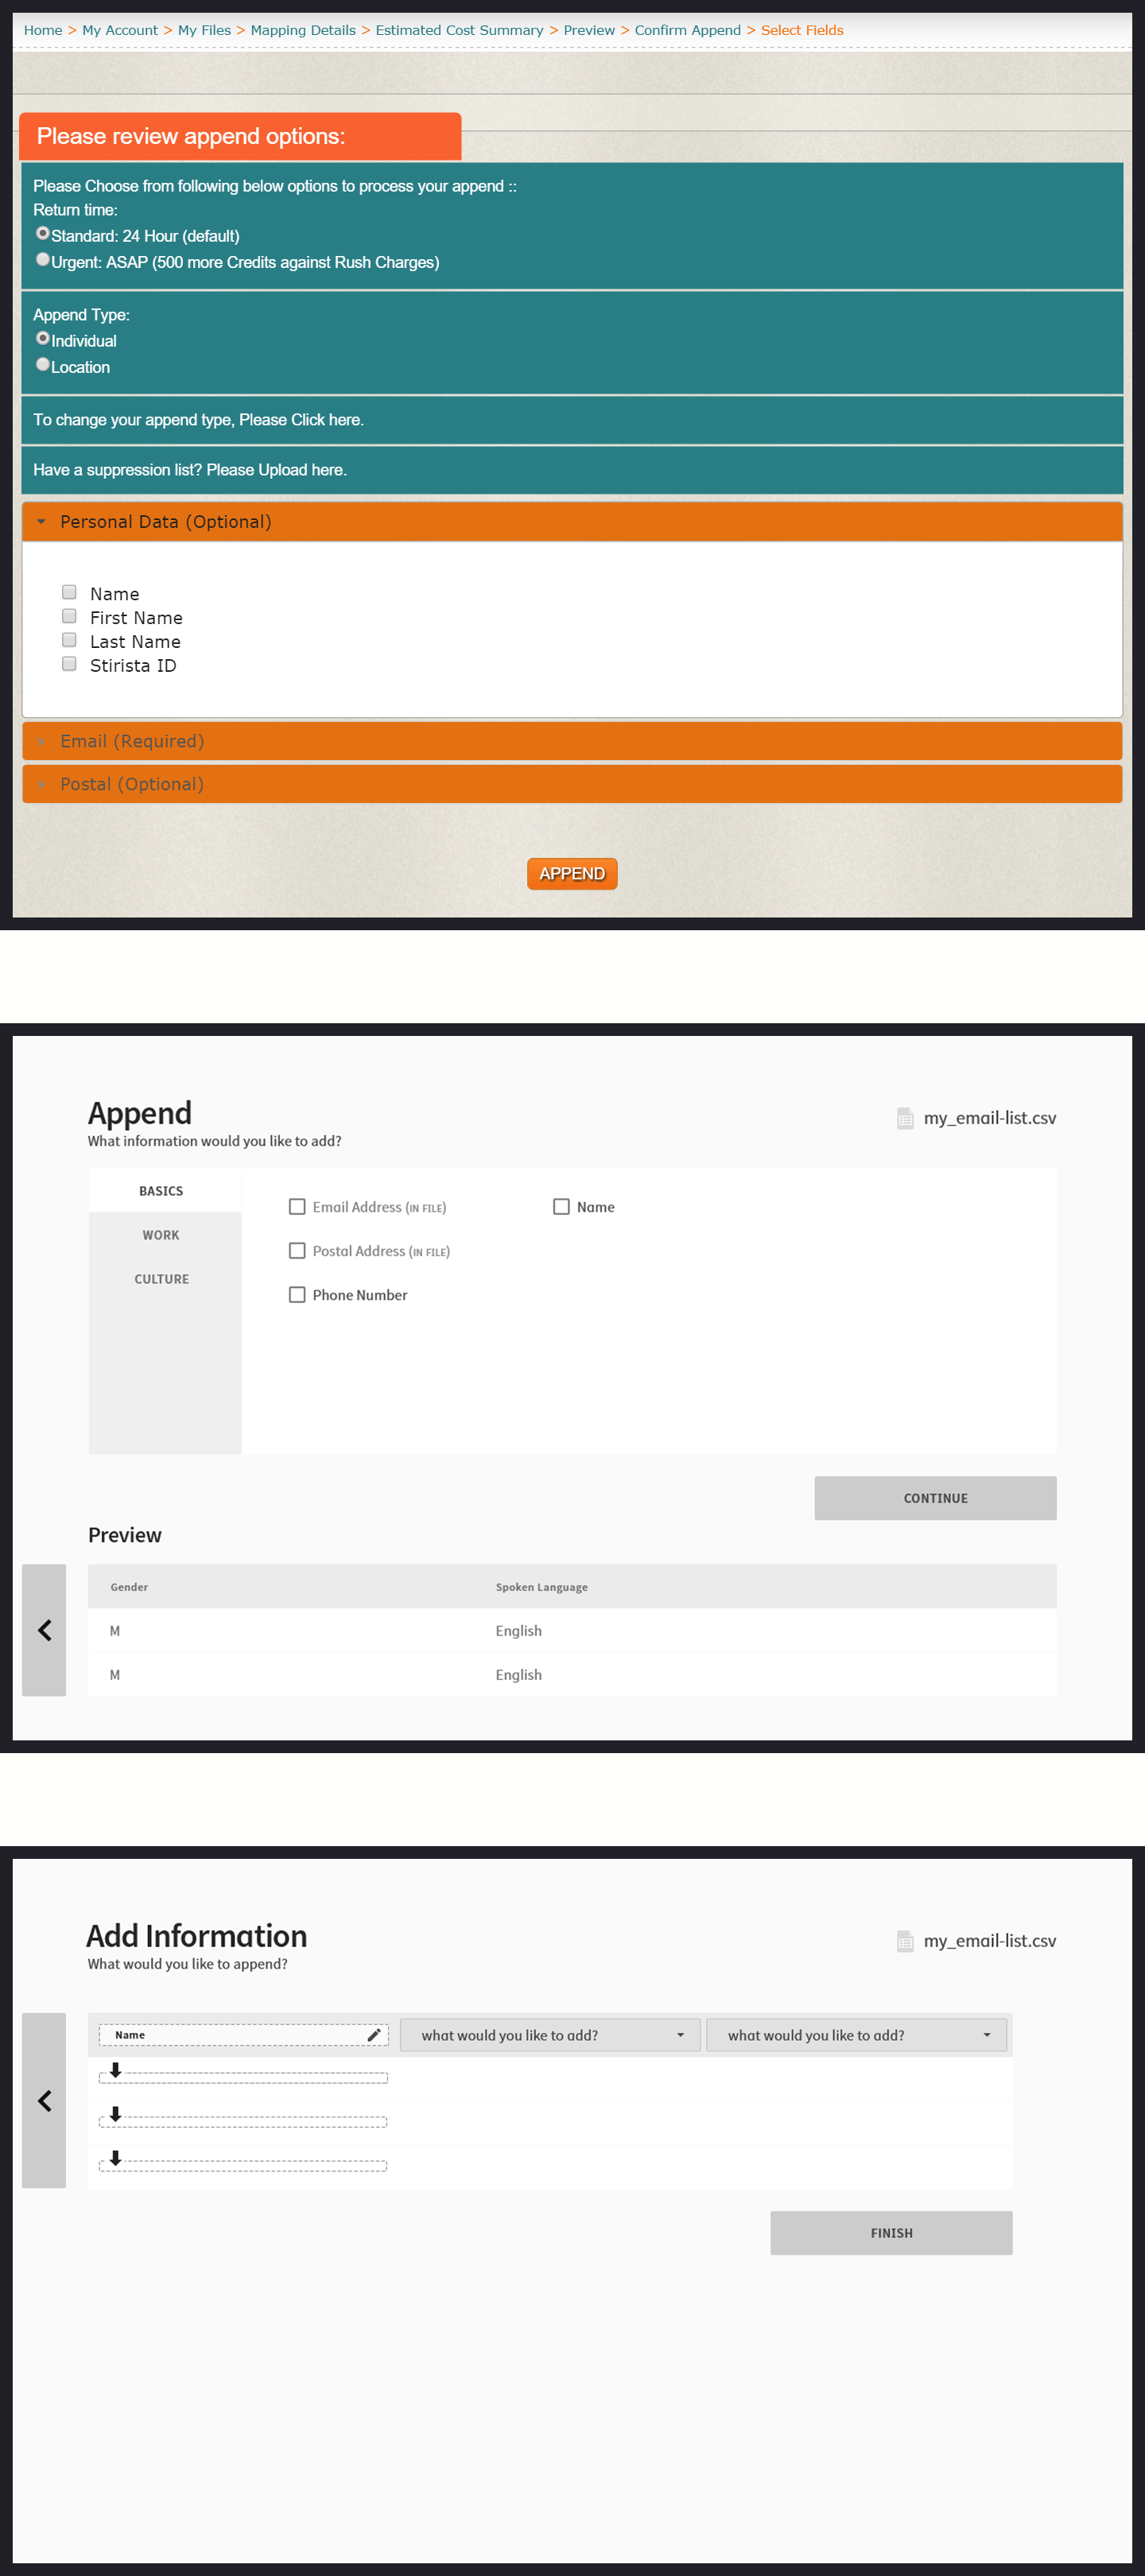 Home > My Account > My Files > Mapping Details > Estimated Cost Summary > Preview > Confirm Append > Select Fields
Please review append options:
Please Choose from following below options to process your append ::
Return time:
Standard: 24 Hour (default)
Urgent: ASAP (500 more Credits against Rush Charges)
Append Type:
Individual
Location
To change your append type, Please Click here.
Have a suppression list? Please Upload here.
Personal Data (Optional)
Name
First Name
Last Name
Stirista ID
Email (Required)
Postal (Optional)
APPEND
Append
my_email-list.csv
What information would you like to add?
BASICS
WORK
CULTURE
Email Address (IN FILE)
Name
Postal Address (IN FILE)
Phone Number
CONTINUE
Preview
Gender Spoken Language
M English
M English
Add Information
my_email-list.csv
What would you like to append?
Name
what would you like to add?
what would you like to add?
FINISH